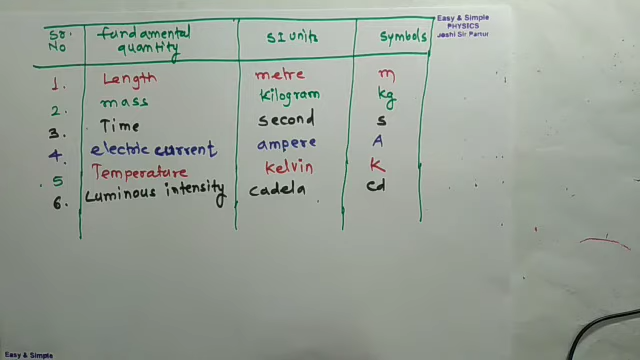 Easy & Simple
PHYSICS
Joshi Sir Partur
Sr. No fundamental quantity SI units Symbols
1. Length metre m
2. mass Kilogram kg
3. Time second s
4. electric current ampere A
5 Temperature Kelvin K
6. Luminous intensity cadela cd
Easy & Simple